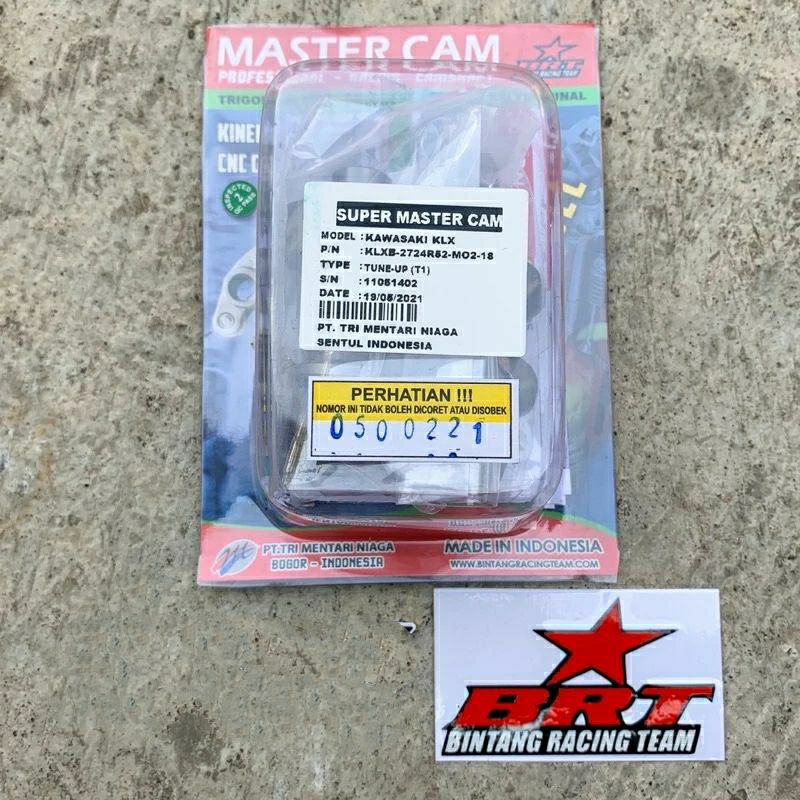 MASTER CAM
BRT
RACING TEAM
SUPER MASTER CAM
MODEL : KAWASAKI KLX
P/N : KLXB-2724R52-MO2-18
TYPE : TUNE-UP (T1)
S/N : 11051402
DATE : 19/05/2021
PT. TRI MENTARI NIAGA
SENTUL INDONESIA
PERHATIAN !!!
NOMOR INI TIDAK BOLEH DICORET ATAU DISOBEK
0500221
PT.TRI MENTARI NIAGA
BOGOR - INDONESIA
MADE IN INDONESIA
WWW.BINTANGRACINGTEAM.COM
BRT
BINTANG RACING TEAM